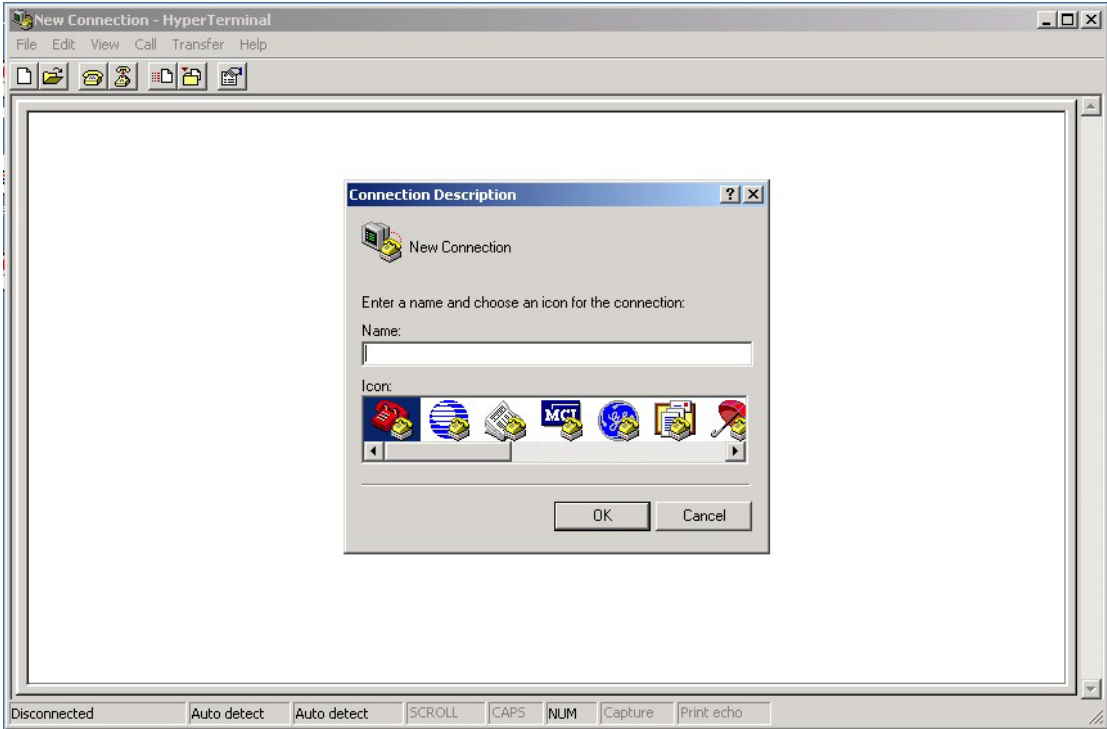 New Connection - HyperTerminal
File Edit View Call Transfer Help
Connection Description
New Connection
Enter a name and choose an icon for the connection:
Name:
Icon:
MCI
OK Cancel
Disconnected Auto detect Auto detect SCROLL CAPS NUM Capture Print echo